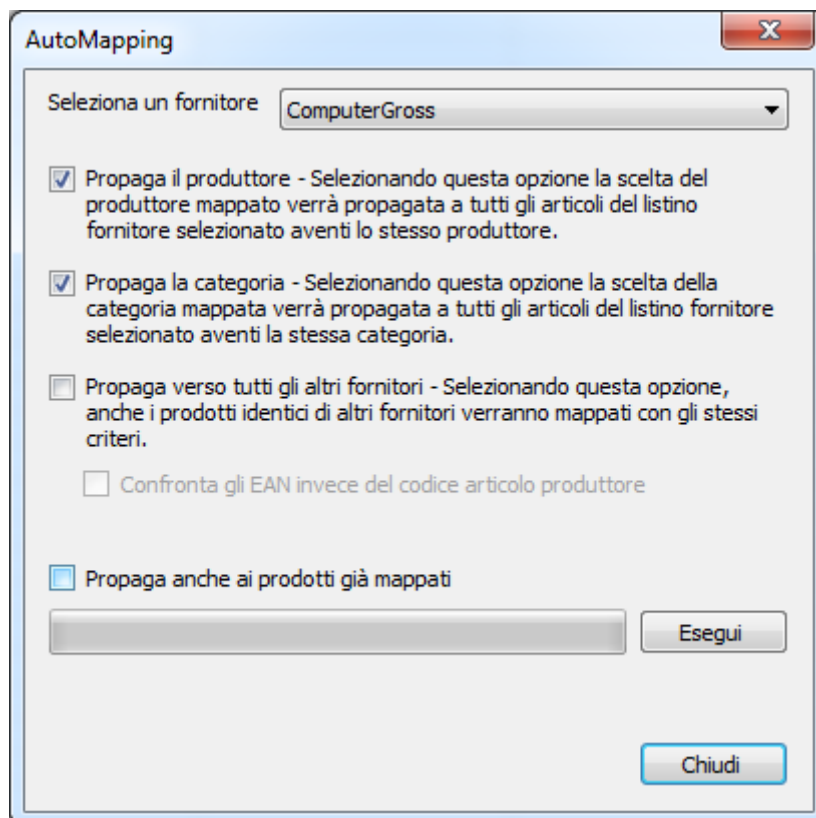 AutoMapping
Seleziona un fornitore ComputerGross
Propaga il produttore - Selezionando questa opzione la scelta del
produttore mappato verrà propagata a tutti gli articoli del listino
fornitore selezionato aventi lo stesso produttore.
Propaga la categoria - Selezionando questa opzione la scelta della
categoria mappata verrà propagata a tutti gli articoli del listino fornitore
selezionato aventi la stessa categoria.
Propaga verso tutti gli altri fornitori - Selezionando questa opzione,
anche i prodotti identici di altri fornitori verranno mappati con gli stessi
criteri.
Confronta gli EAN invece del codice articolo produttore
Propaga anche ai prodotti già mappati
Esegui
Chiudi